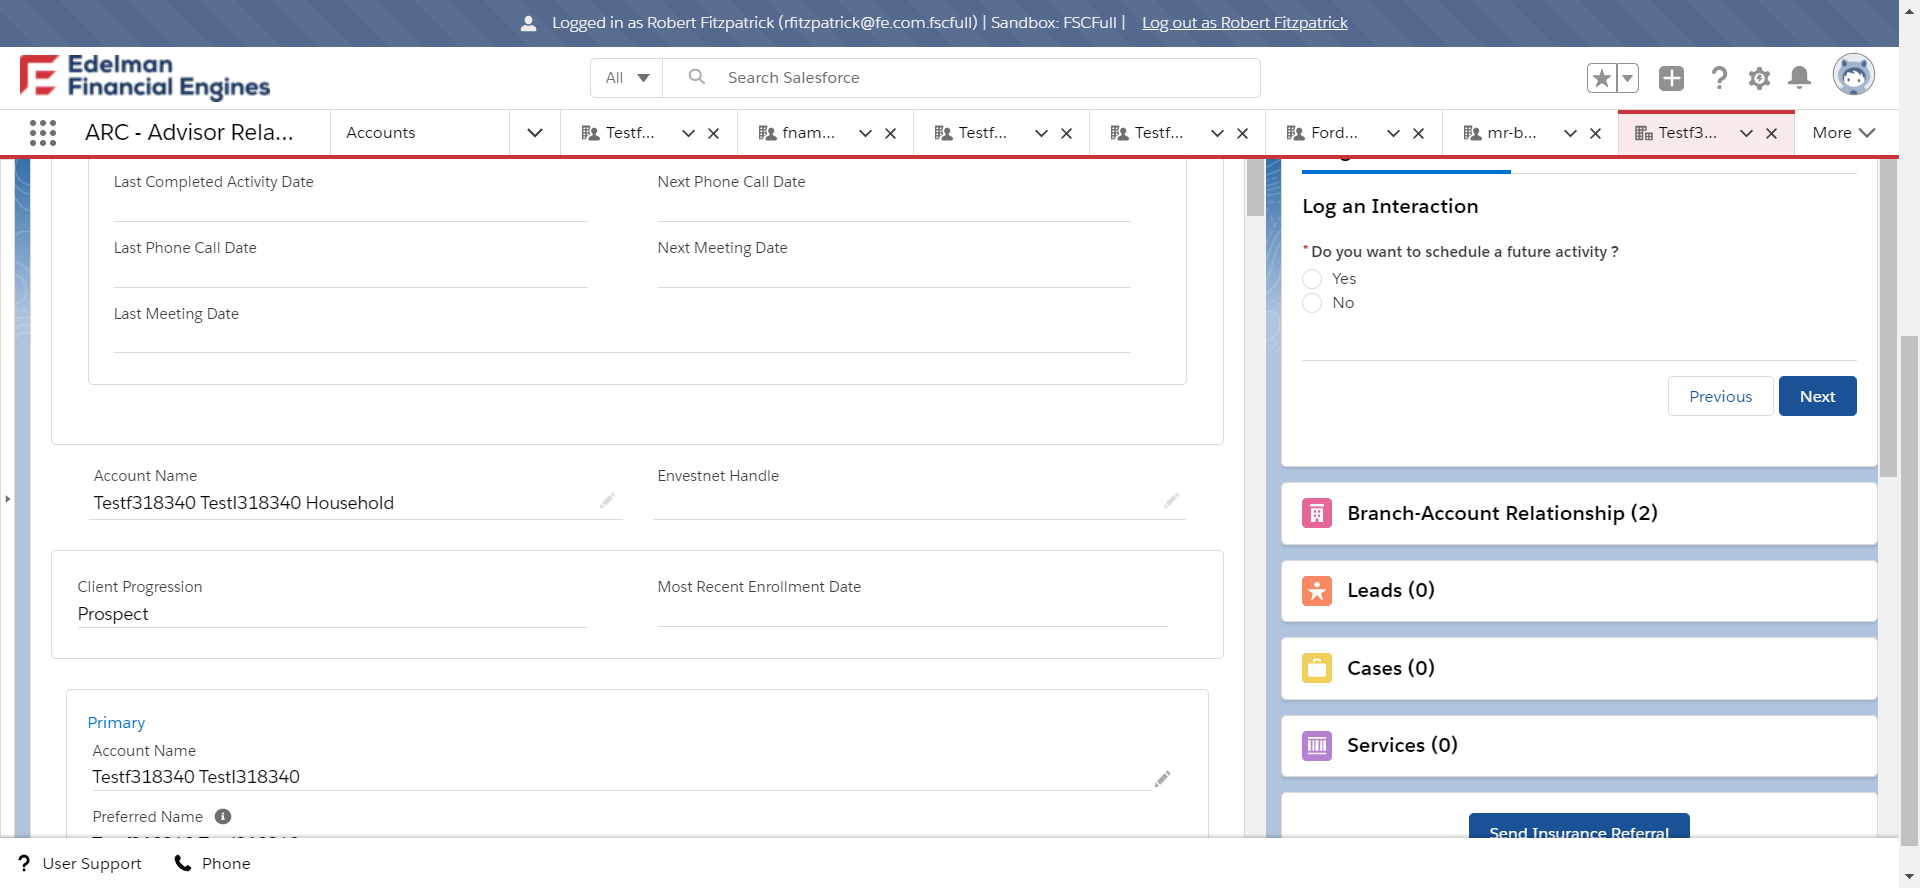 Logged in as Robert Fitzpatrick (rfitzpatrick@fe.com.fscfull) | Sandbox: FSCFull | Log out as Robert Fitzpatrick
Edelman
Financial Engines
All
Search Salesforce
ARC - Advisor Rela...
Accounts
Testf...
fnam...
Testf...
Testf...
Ford...
mr-b...
Testf3...
More
Last Completed Activity Date
Next Phone Call Date
Last Phone Call Date
Next Meeting Date
Last Meeting Date
Account Name
Testf318340 Testl318340 Household
Envestnet Handle
Client Progression
Prospect
Most Recent Enrollment Date
Primary
Account Name
Testf318340 Testl318340
Preferred Name
Log an Interaction
*Do you want to schedule a future activity ?
Yes
No
Previous
Next
Branch-Account Relationship (2)
Leads (0)
Cases (0)
Services (0)
Send Insurance Referral
User Support
Phone